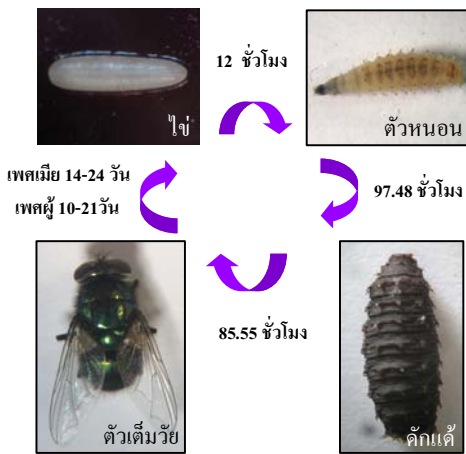 12 ชั่วโมง
ไข่
ตัวหนอน
เพศเมีย 14-24 วัน
เพศผู้ 10-21วัน
97.48 ชั่วโมง
85.55 ชั่วโมง
ตัวเต็มวัย
ดักแด้